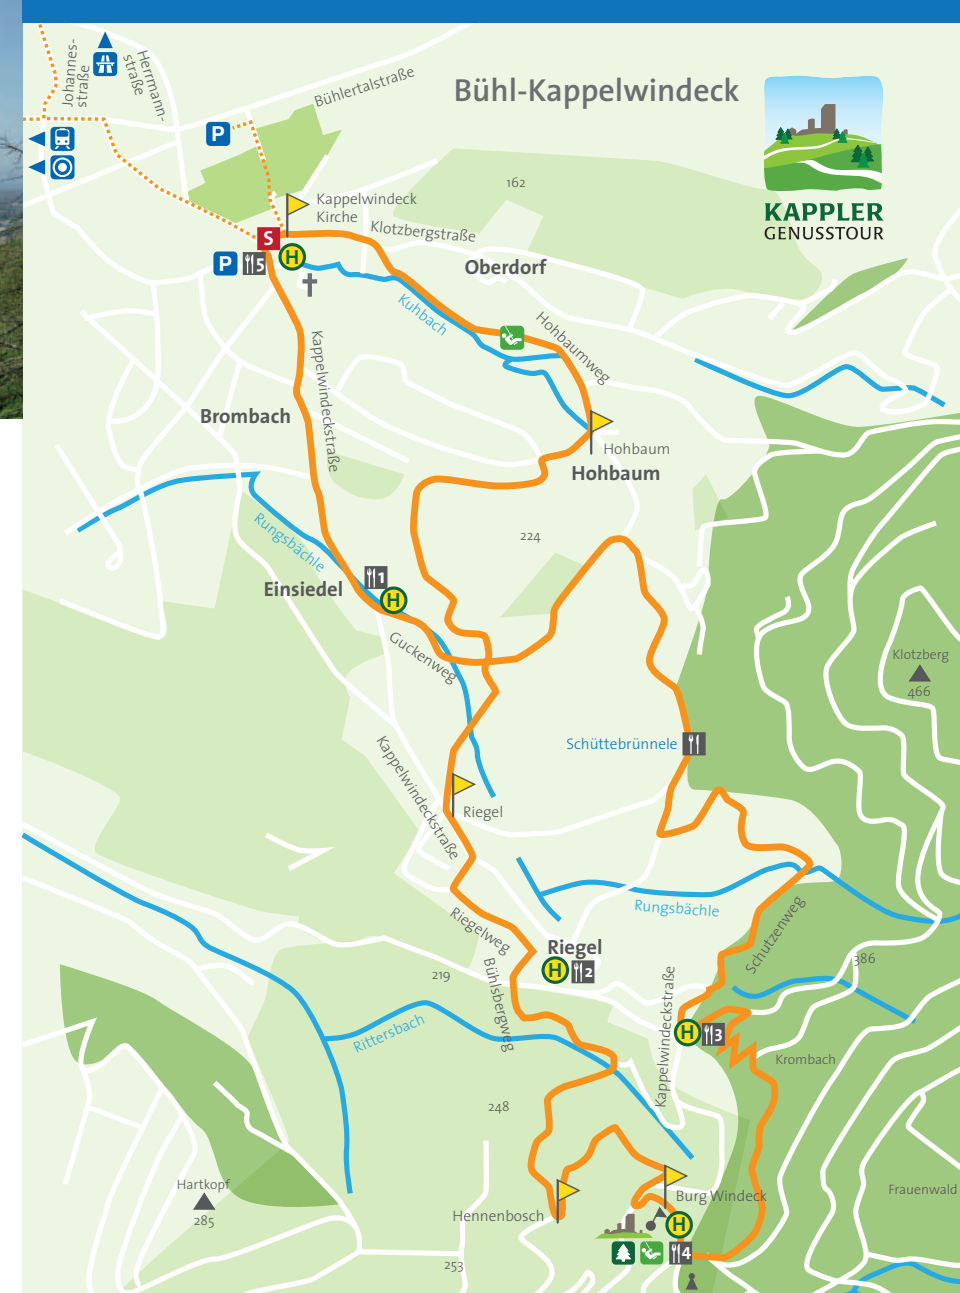 Johannes-
straße
Herrmann-
straße
Bühlertalstraße
Bühl-Kappelwindeck
P
162
KAPPLER
GENUSSTOUR
Kappelwindeck
Kirche
Klotzbergstraße
S
H
P
5
Oberdorf
Kuhbach
Hohbaumweg
Kappelwindeckstraße
Brombach
Hohbaum
Hohbaum
Rungsbächle
224
1
Einsiedel
H
Guckenweg
Klotzberg
466
Kappelwindeckstraße
Schüttebrünnele
Riegel
Rungsbächle
Schützenweg
Riegelweg
Riegel
H
2
386
219
Bühlsbergweg
Kappelwindeckstraße
Rittersbach
H
3
Krombach
248
Hartkopf
285
Frauenwald
Burg Windeck
Hennenbosch
H
4
253